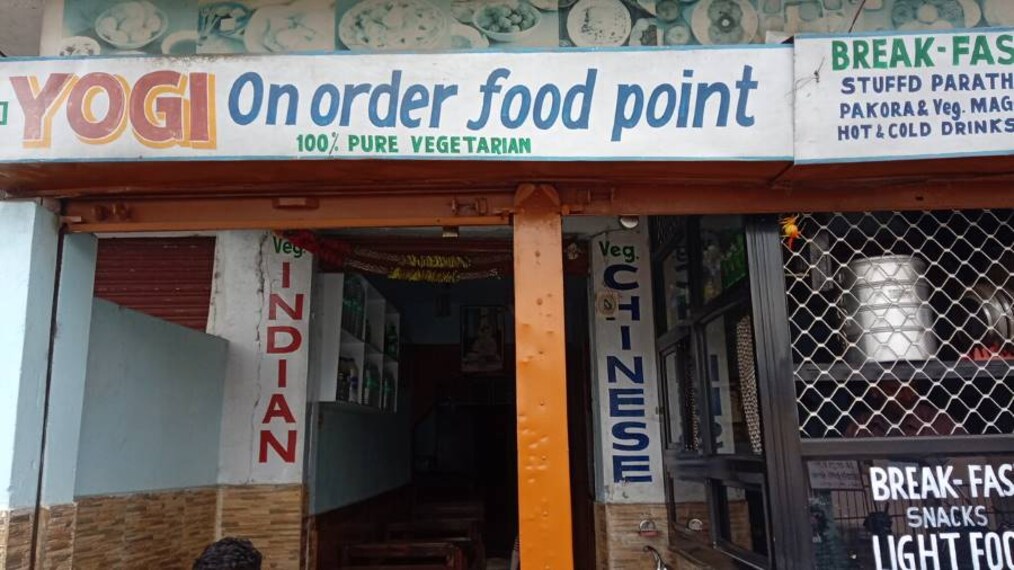 YOGI On order food point
100% PURE VEGETARIAN
BREAK-FAS
STUFFD PARATH
PAKORA & Veg. MAG
HOT & COLD DRINKS
Veg.
INDIAN
Veg.
CHINESE
BREAK-FAS
SNACKS
LIGHT FOO